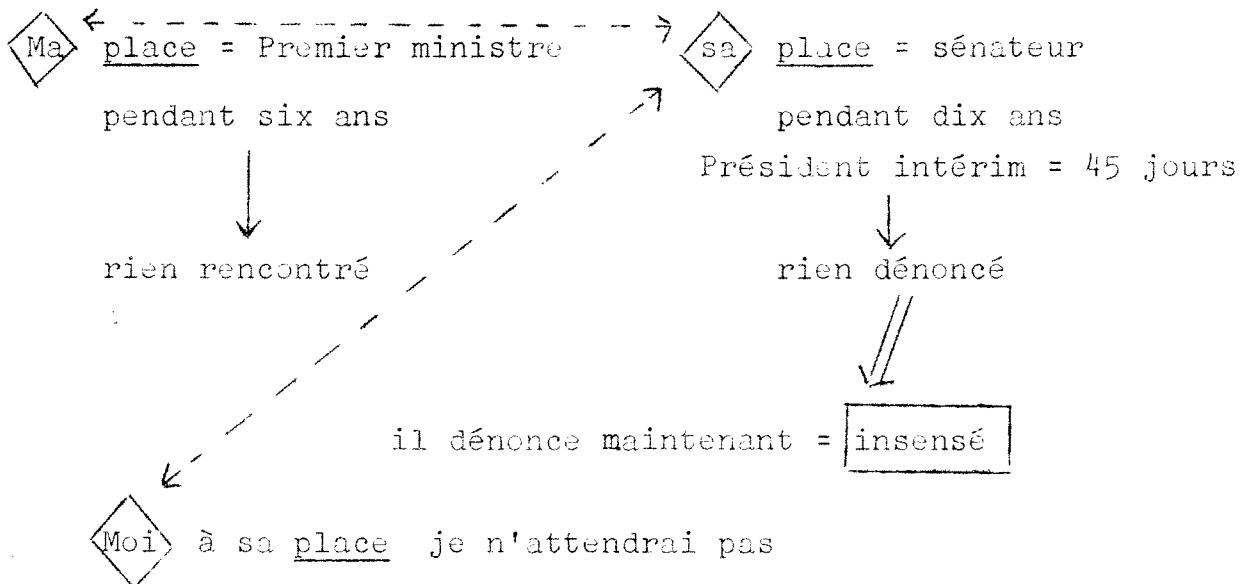 Ma place = Premier ministre
sa place = sénateur
pendant six ans
pendant dix ans
Président intérim = 45 jours
rien rencontré
rien dénoncé
il dénonce maintenant = insensé
Moi à sa place je n'attendrai pas